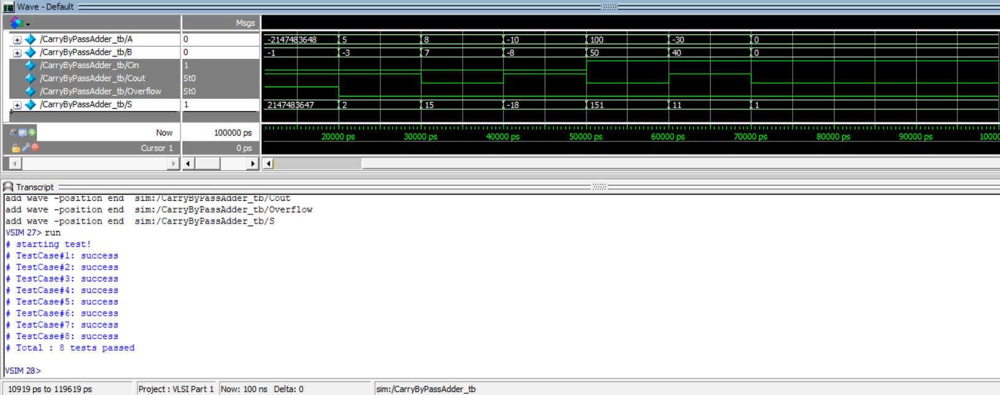 Wave - Default
Msgs
/CarryByPassAdder_tb/A 0 -2147483648 5 8 -10 100 -30 0
/CarryByPassAdder_tb/B 0 -1 -3 7 -8 50 40 0
/CarryByPassAdder_tb/Cin 1
/CarryByPassAdder_tb/Cout St0
/CarryByPassAdder_tb/Overflow St0
/CarryByPassAdder_tb/S 1 2147483647 2 15 -18 151 11 1
Now 100000 ps 20000 ps 30000 ps 40000 ps 50000 ps 60000 ps 70000 ps 80000 ps 90000 ps 10000
Cursor 1 0 ps
Transcript
add wave -position end sim:/CarryByPassAdder_tb/Cout
add wave -position end sim:/CarryByPassAdder_tb/Overflow
add wave -position end sim:/CarryByPassAdder_tb/S
VSIM 27> run
# starting test!
# TestCase#1: success
# TestCase#2: success
# TestCase#3: success
# TestCase#4: success
# TestCase#5: success
# TestCase#6: success
# TestCase#7: success
# TestCase#8: success
# Total : 8 tests passed
VSIM 28>
10919 ps to 119619 ps Project : VLSI Part 1 Now: 100 ns Delta: 0 sim:/CarryByPassAdder_tb